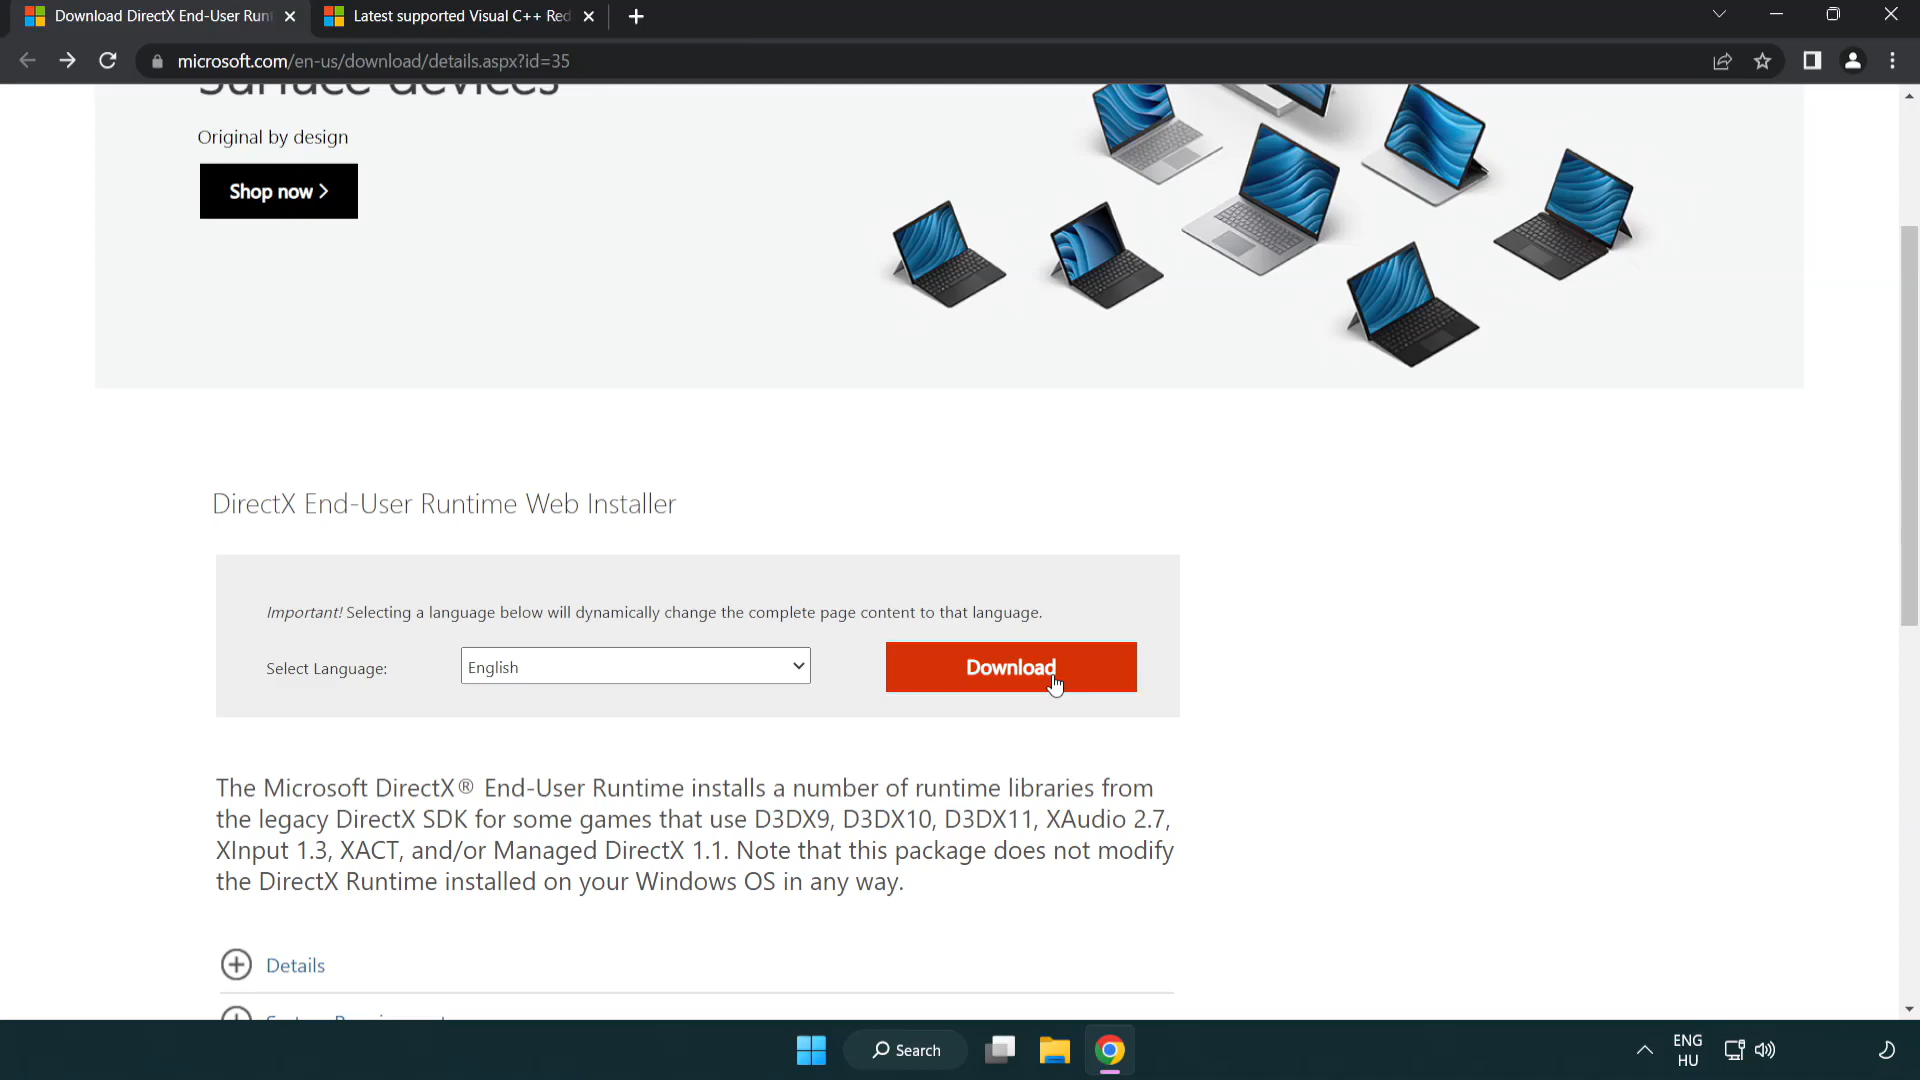 Download DirectX End-User Run
Latest supported Visual C++ Red
microsoft.com/en-us/download/details.aspx?id=35
Surface devices
Original by design
Shop now
DirectX End-User Runtime Web Installer
Important! Selecting a language below will dynamically change the complete page content to that language.
Select Language:
English
Download
The Microsoft DirectX® End-User Runtime installs a number of runtime libraries from
the legacy DirectX SDK for some games that use D3DX9, D3DX10, D3DX11, XAudio 2.7,
XInput 1.3, XACT, and/or Managed DirectX 1.1. Note that this package does not modify
the DirectX Runtime installed on your Windows OS in any way.
Details
Search
ENG
HU